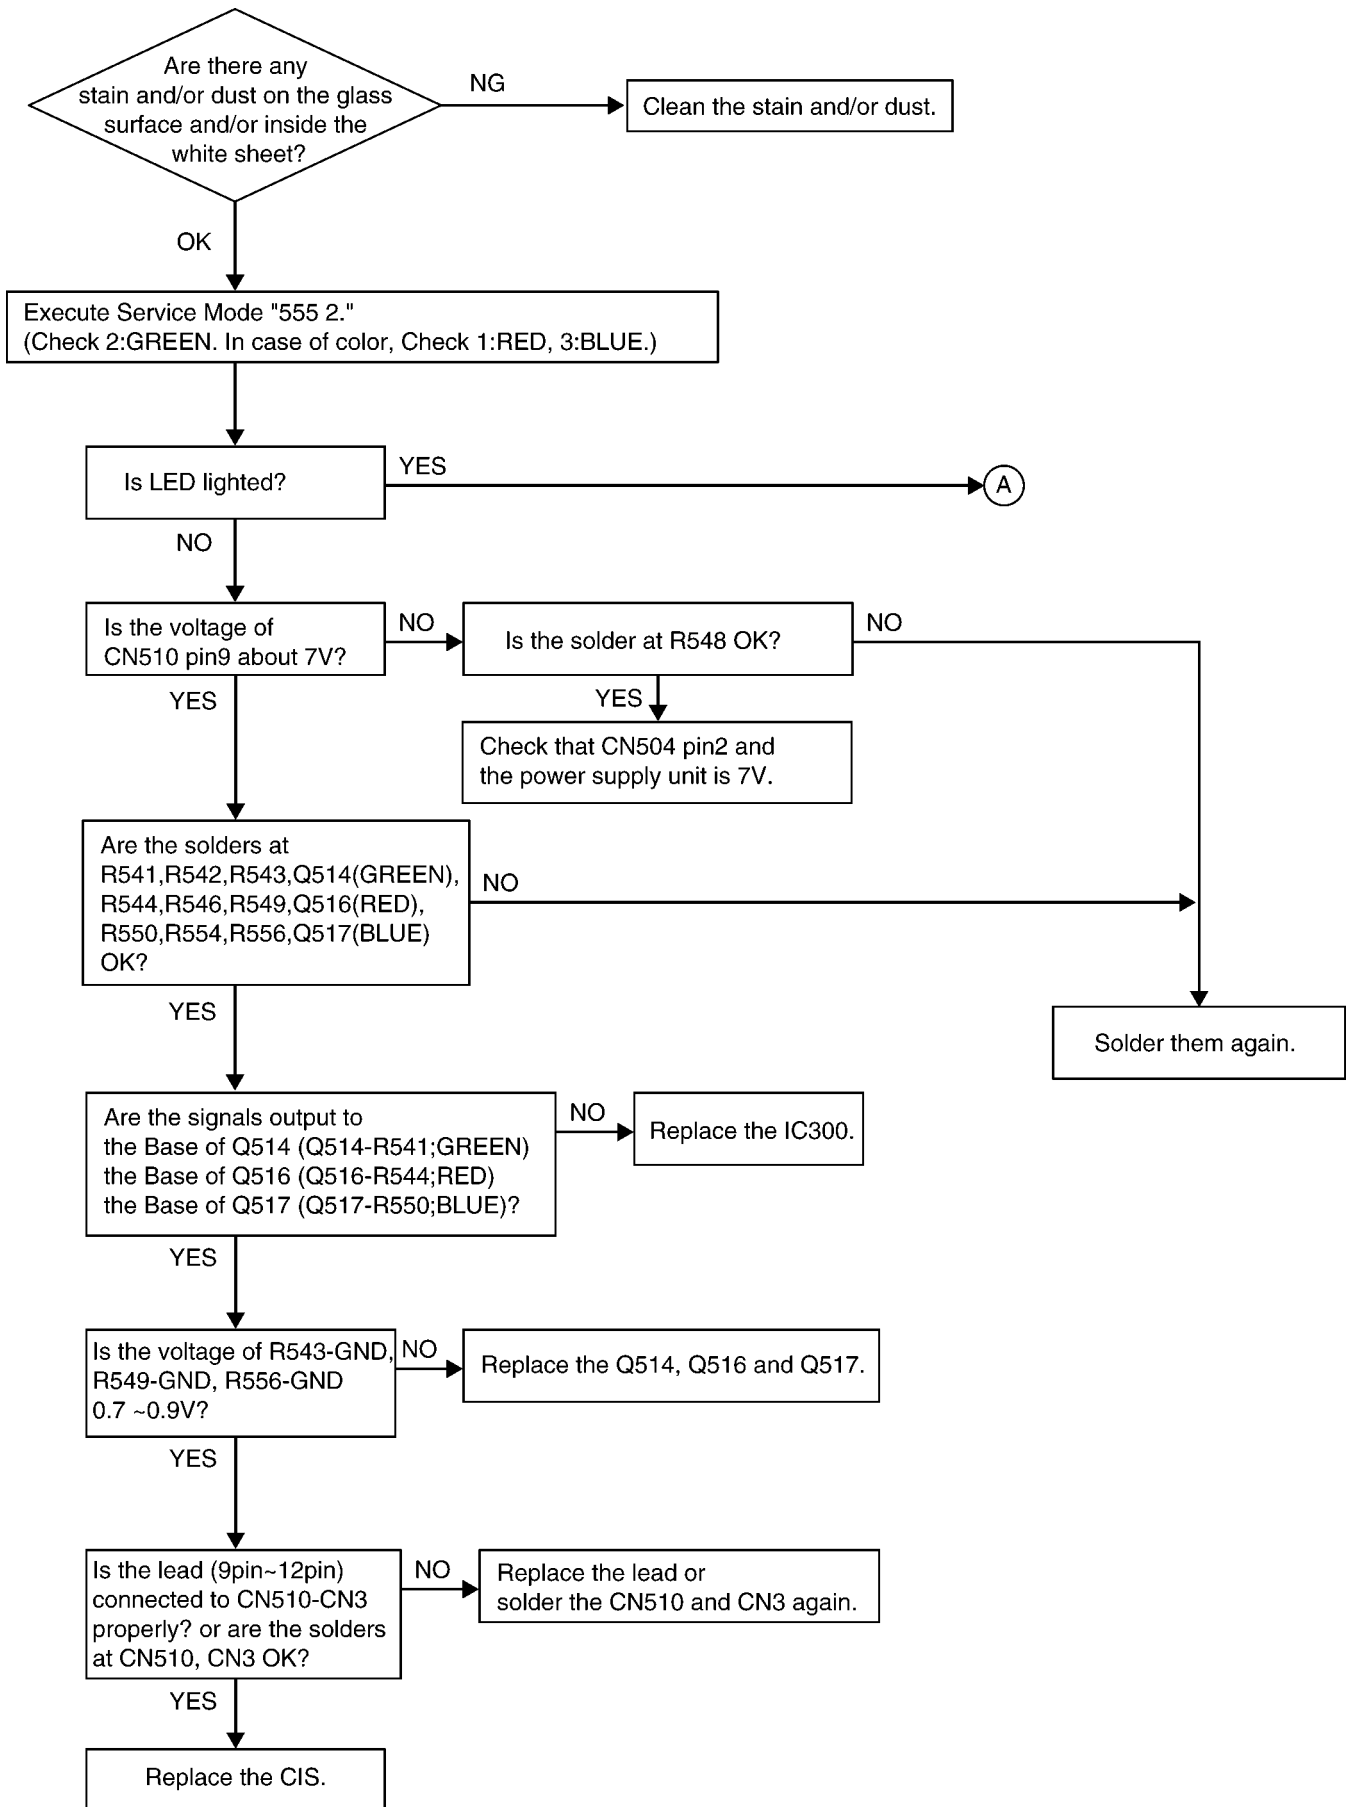 Are there any
stain and/or dust on the glass
surface and/or inside the
white sheet?
NG
Clean the stain and/or dust.
OK
Execute Service Mode "555 2."
(Check 2:GREEN. In case of color, Check 1:RED, 3:BLUE.)
Is LED lighted?
YES
A
NO
Is the voltage of
CN510 pin9 about 7V?
NO
Is the solder at R548 OK?
NO
YES
YES
Check that CN504 pin2 and
the power supply unit is 7V.
Are the solders at
R541,R542,R543,Q514(GREEN),
R544,R546,R549,Q516(RED),
R550,R554,R556,Q517(BLUE)
OK?
NO
YES
Solder them again.
Are the signals output to
the Base of Q514 (Q514-R541;GREEN)
the Base of Q516 (Q516-R544;RED)
the Base of Q517 (Q517-R550;BLUE)?
NO
Replace the IC300.
YES
Is the voltage of R543-GND,
R549-GND, R556-GND
0.7 ~0.9V?
NO
Replace the Q514, Q516 and Q517.
YES
Is the lead (9pin~12pin)
connected to CN510-CN3
properly? or are the solders
at CN510, CN3 OK?
NO
Replace the lead or
solder the CN510 and CN3 again.
YES
Replace the CIS.